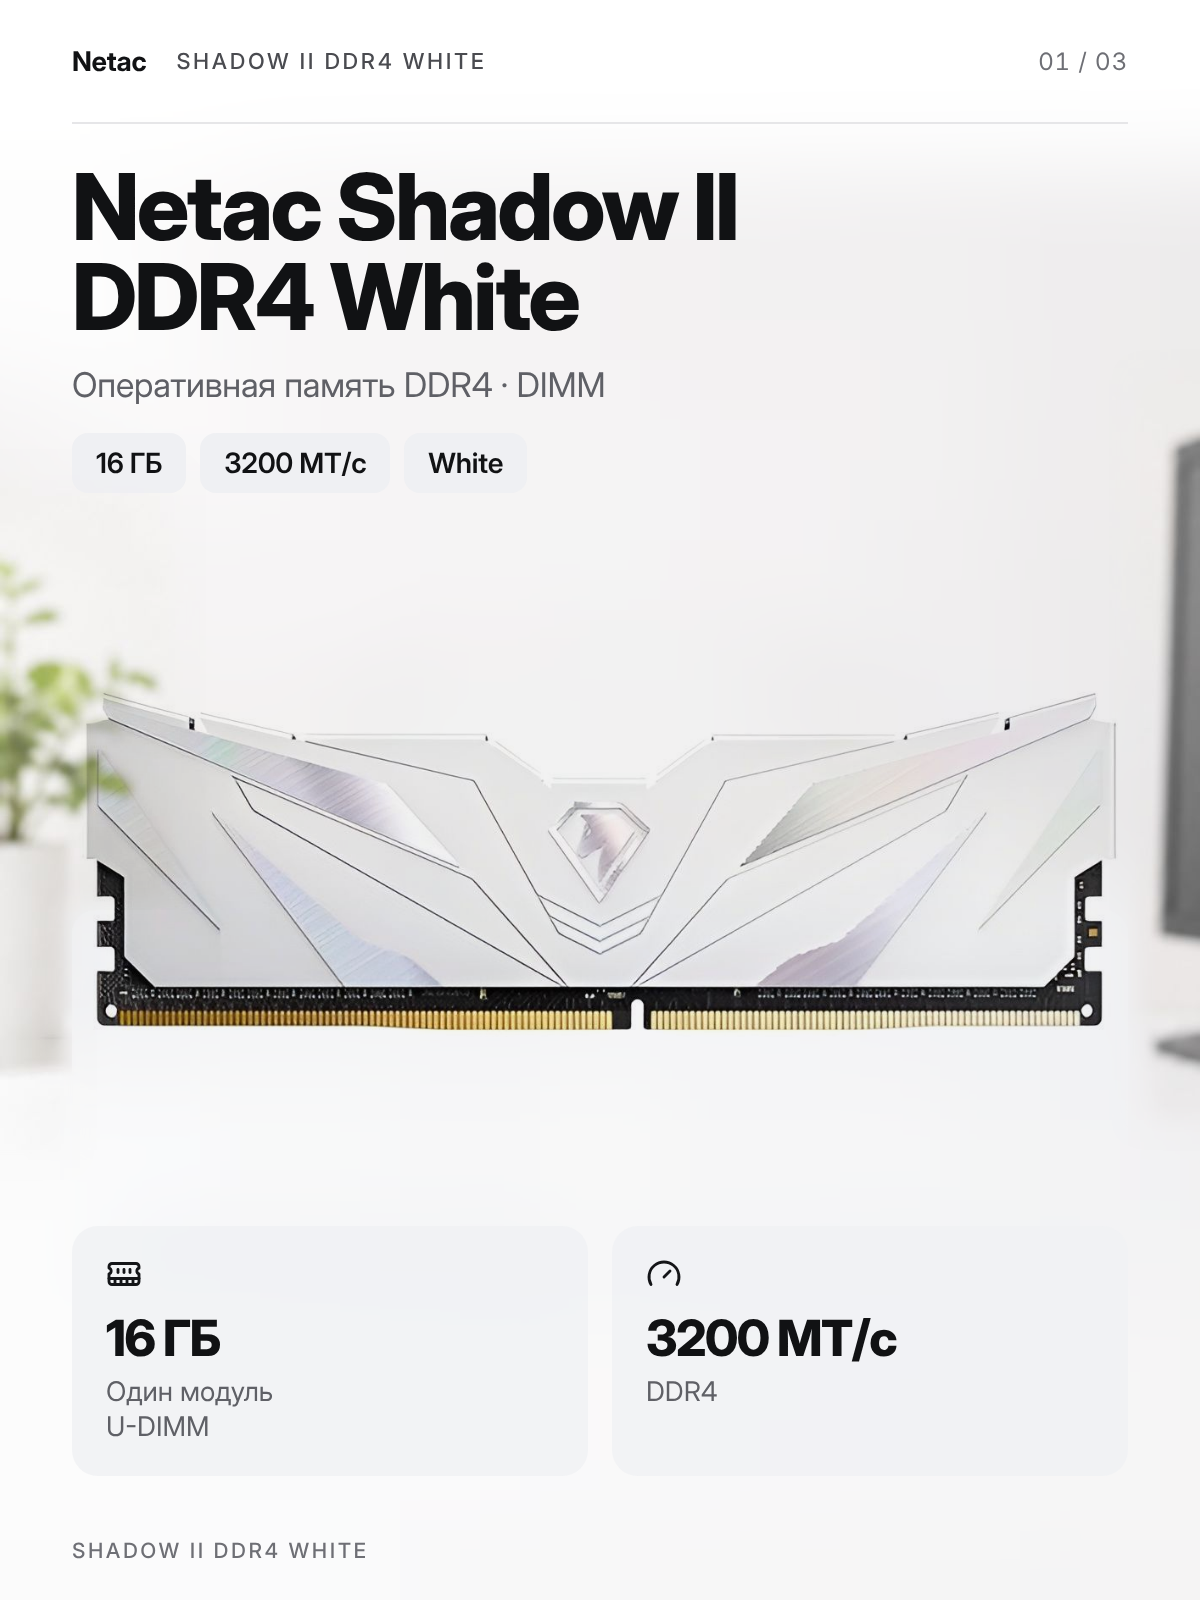 Netac SHADOW II DDR4 WHITE 01 / 03
Netac Shadow II
DDR4 White
Оперативная память DDR4 · DIMM
16 ГБ 3200 МТ/с White
16 ГБ
Один модуль
U-DIMM
3200 МТ/с
DDR4
SHADOW II DDR4 WHITE